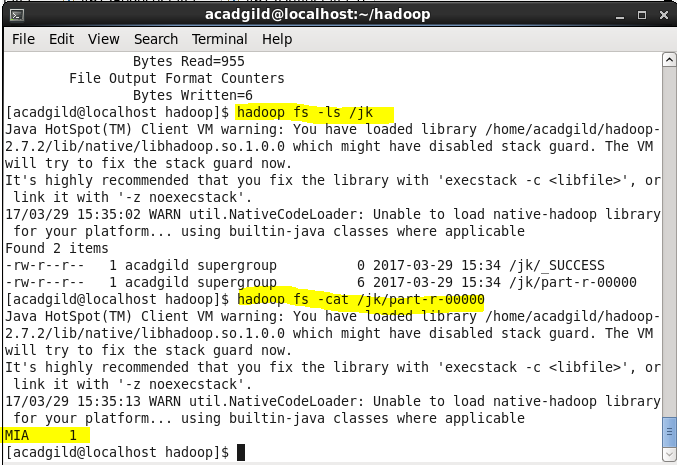 acadgild@localhost:~/hadoop
File Edit View Search Terminal Help
Bytes Read=955
File Output Format Counters
Bytes Written=6
[acadgild@localhost hadoop]$ hadoop fs -ls /jk
Java HotSpot(TM) Client VM warning: You have loaded library /home/acadgild/hadoop-
2.7.2/lib/native/libhadoop.so.1.0.0 which might have disabled stack guard. The VM
will try to fix the stack guard now.
It's highly recommended that you fix the library with 'execstack -c <libfile>', or
link it with '-z noexecstack'.
17/03/29 15:35:02 WARN util.NativeCodeLoader: Unable to load native-hadoop library
for your platform... using builtin-java classes where applicable
Found 2 items
-rw-r--r-- 1 acadgild supergroup 0 2017-03-29 15:34 /jk/_SUCCESS
-rw-r--r-- 1 acadgild supergroup 6 2017-03-29 15:34 /jk/part-r-00000
[acadgild@localhost hadoop]$ hadoop fs -cat /jk/part-r-00000
Java HotSpot(TM) Client VM warning: You have loaded library /home/acadgild/hadoop-
2.7.2/lib/native/libhadoop.so.1.0.0 which might have disabled stack guard. The VM
will try to fix the stack guard now.
It's highly recommended that you fix the library with 'execstack -c <libfile>', or
link it with '-z noexecstack'.
17/03/29 15:35:13 WARN util.NativeCodeLoader: Unable to load native-hadoop library
for your platform... using builtin-java classes where applicable
MIA 1
[acadgild@localhost hadoop]$